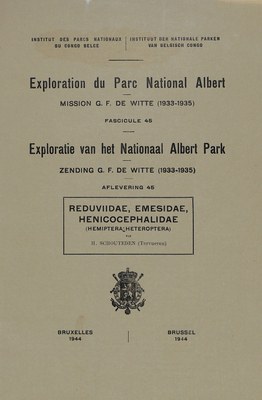 INSTITUT DES PARCS NATIONAUX
DU CONGO BELGE
INSTITUUT DER NATIONALE PARKEN
VAN BELGISCH CONGO
Exploration du Parc National Albert
MISSION G. F. DE WITTE (1933-1935)
FASCICULE 45
Exploratie van het Nationaal Albert Park
ZENDING G. F. DE WITTE (1933-1935)
AFLEVERING 45
REDUVIIDAE, EMESIDAE,
HENICOCEPHALIDAE
(HEMIPTERA HETEROPTERA)
PAR
H. SCHOUTEDEN (Tervueren)
BRUXELLES
1944
BRUSSEL
1944